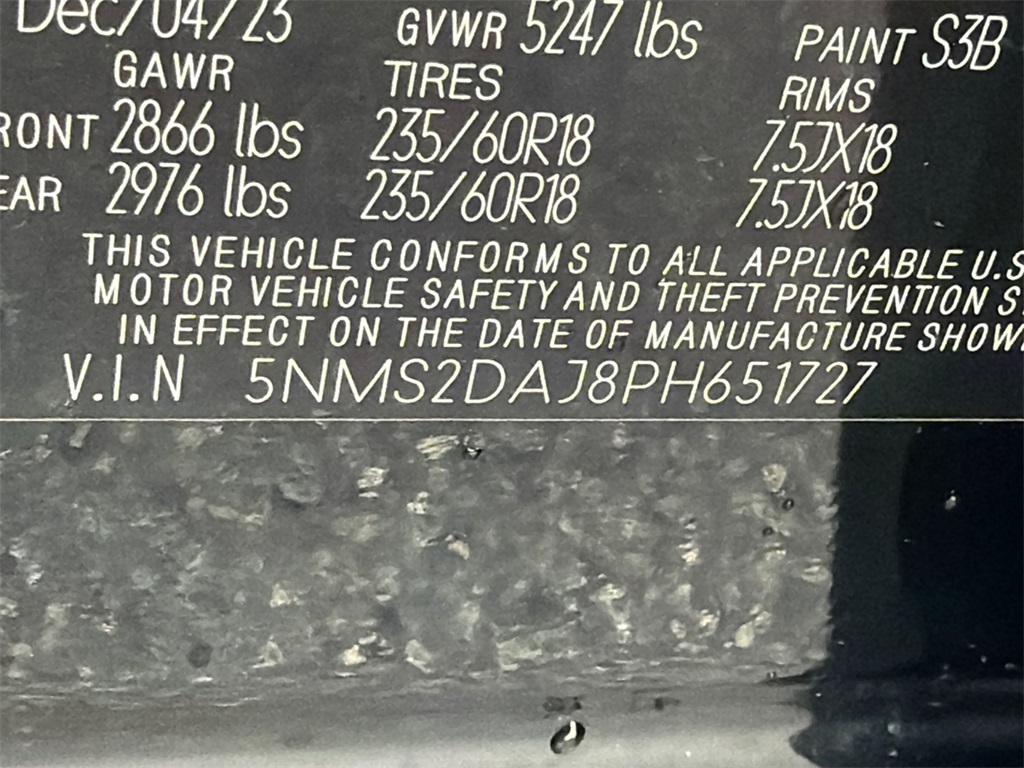 Dec/04/23 GVWR 5247 lbs PAINT S3B
GAWR TIRES RIMS
RONT 2866 lbs 235/60R18 7.5JX18
EAR 2976 lbs 235/60R18 7.5JX18
THIS VEHICLE CONFORMS TO ALL APPLICABLE U.S
MOTOR VEHICLE SAFETY AND THEFT PREVENTION S
IN EFFECT ON THE DATE OF MANUFACTURE SHOW
V.I.N 5NMS2DAJ8PH651727